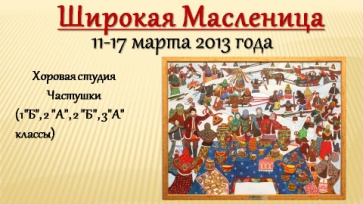 Широкая Масленица
11-17 марта 2013 года
Хоровая студия
Частушки
(1"Б", 2 "А", 2 "Б", 3"А"
классы)